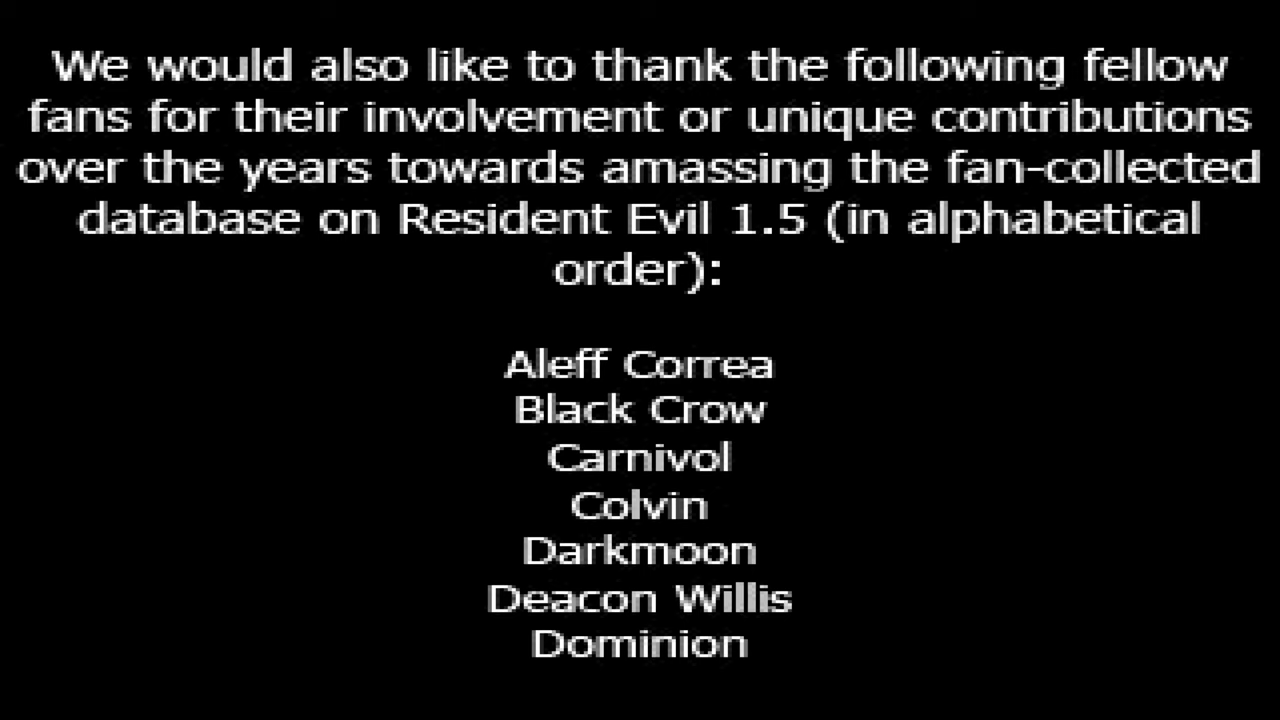 We would also like to thank the following fellow
fans for their involvement or unique contributions
over the years towards amassing the fan-collected
database on Resident Evil 1.5 (in alphabetical
order):
Aleff Correa
Black Crow
Carnivol
Colvin
Darkmoon
Deacon Willis
Dominion